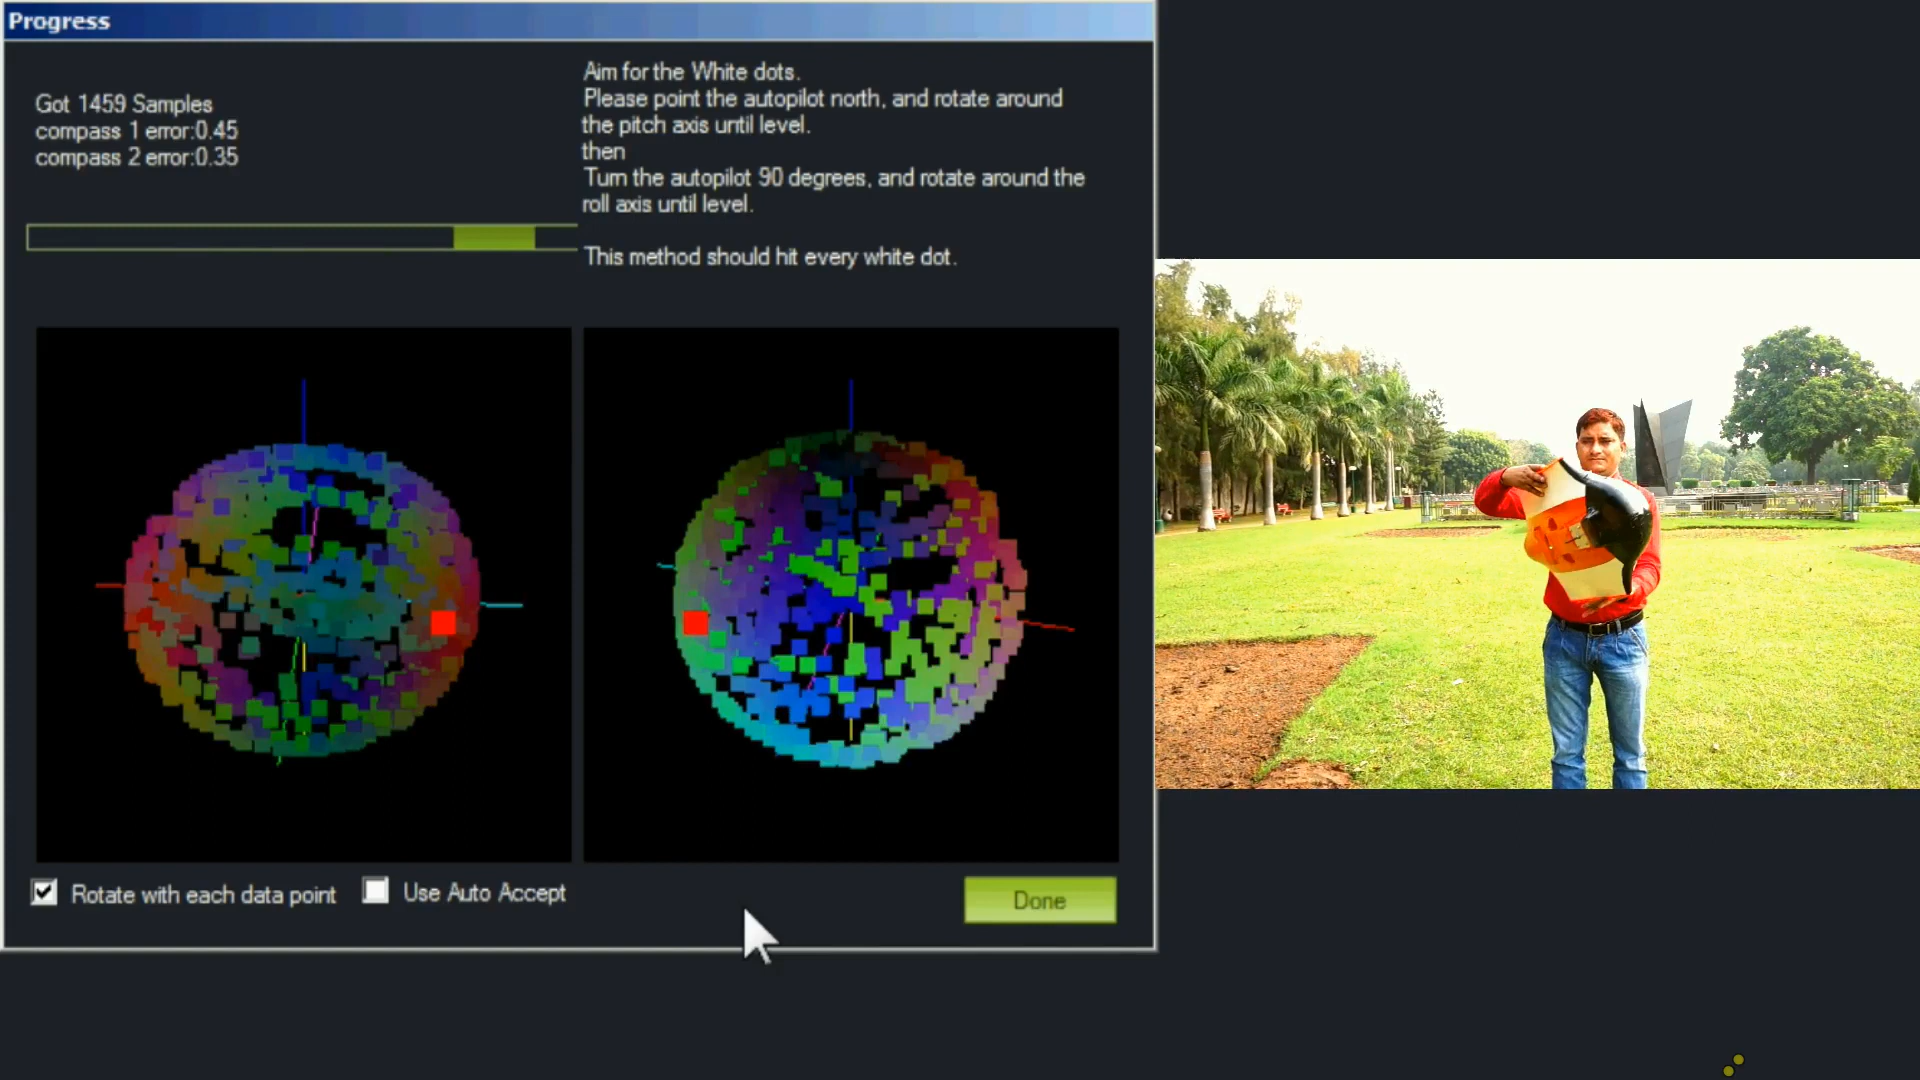 Progress
Got 1459 Samples
compass 1 error:0.45
compass 2 error:0.35
Aim for the White dots.
Please point the autopilot north, and rotate around
the pitch axis until level.
then
Turn the autopilot 90 degrees, and rotate around the
roll axis until level.
This method should hit every white dot.
Rotate with each data point
Use Auto Accept
Done